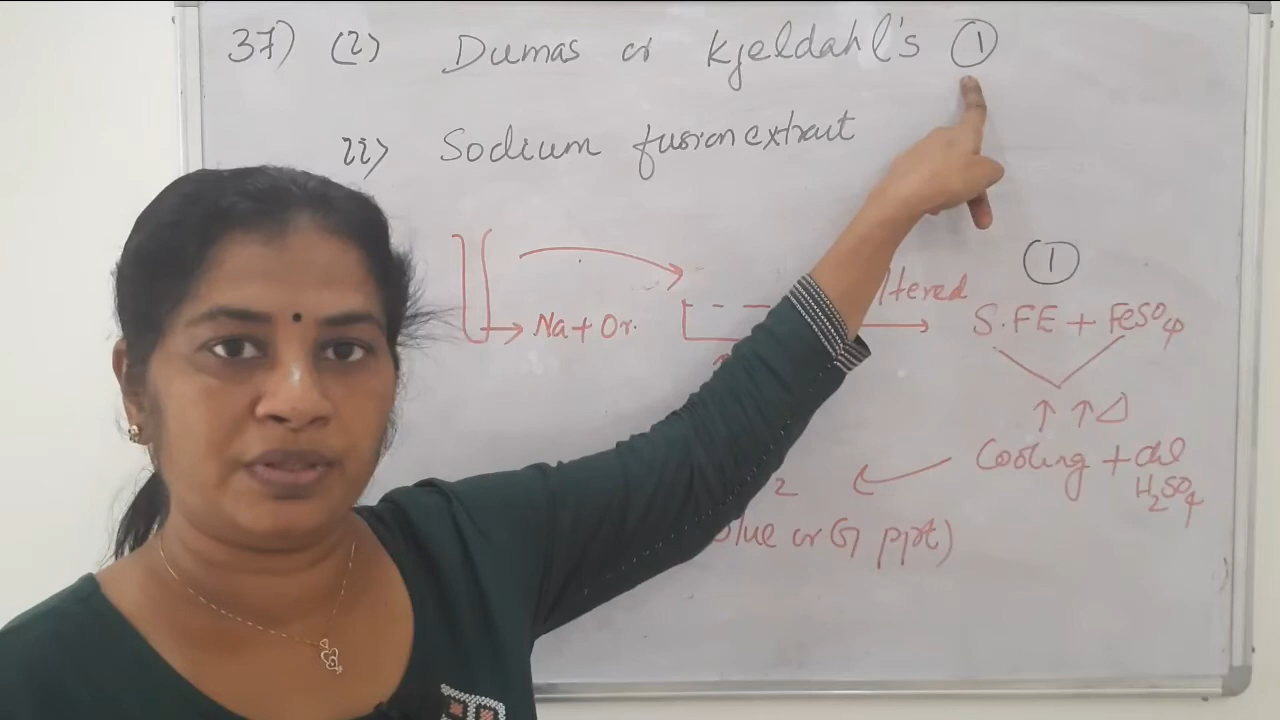 37) (i) Dumas or Kjeldahl's ①
ii) Sodium fusion extract
①
→ Na + Or. ltered → S.FE + FeSO4
↑ ↑ △
Cooling + dil H2SO4
2
blue or G ppt)